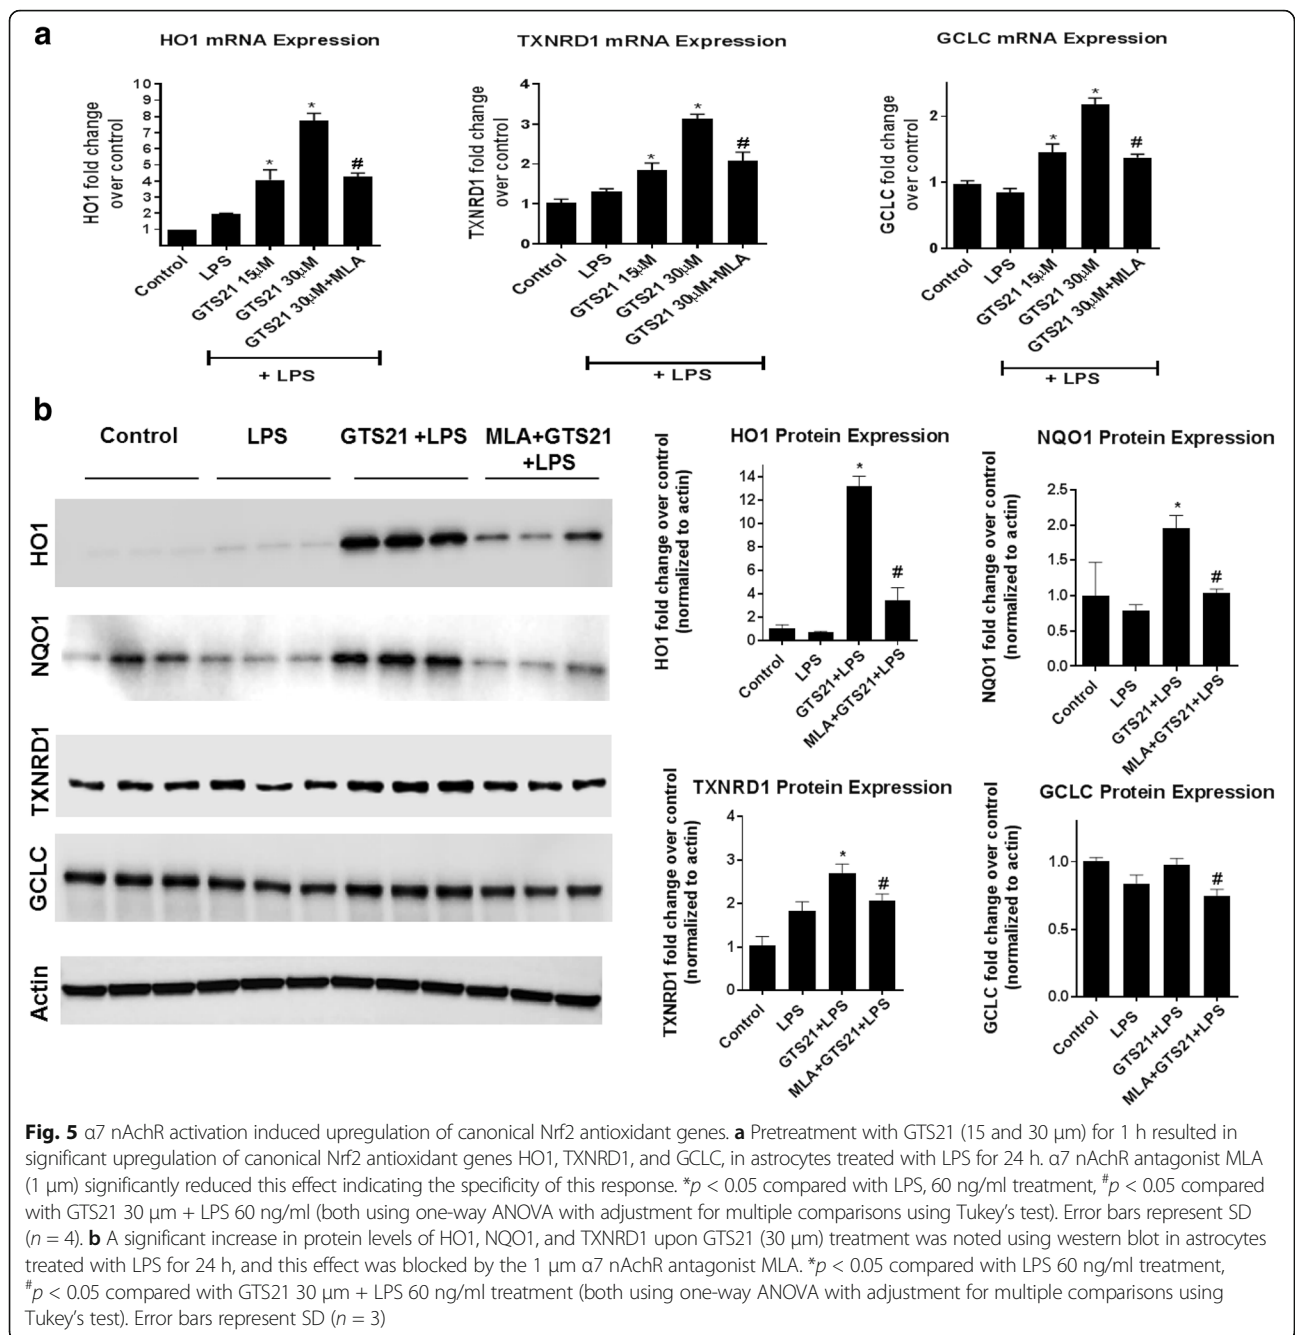 a
HO1 mRNA Expression
HO1 fold change
over control
10
9
8
7
6
5
4
3
2
1
*
*
#
Control
LPS
GTS21 15µM
GTS21 30µM
GTS21 30µM+MLA
+ LPS
TXNRD1 mRNA Expression
TXNRD1 fold change
over control
4
3
2
1
0
*
*
#
Control
LPS
GTS21 15µM
GTS21 30µM
GTS21 30µM+MLA
+ LPS
GCLC mRNA Expression
GCLC fold change
over control
2
1
0
*
*
#
Control
LPS
GTS21 15µM
GTS21 30µM
GTS21 30µM+MLA
+ LPS
b
Control
LPS
GTS21 +LPS
MLA+GTS21
+LPS
HO1
NQO1
TXNRD1
GCLC
Actin
HO1 Protein Expression
HO1 fold change over control
(normalized to actin)
14
12
10
8
6
4
2
0
*
#
Control
LPS
GTS21+LPS
MLA+GTS21+LPS
NQO1 Protein Expression
NQO1 fold change over control
(normalized to actin)
2.5
2.0
1.5
1.0
0.5
0.0
*
#
Control
LPS
GTS21+LPS
MLA+GTS21+LPS
TXNRD1 Protein Expression
TXNRD1 fold change over control
(normalized to actin)
4
3
2
1
0
*
#
Control
LPS
GTS21+LPS
MLA+GTS21+LPS
GCLC Protein Expression
GCLC fold change over control
(normalized to actin)
1.0
0.5
0.0
#
Control
LPS
GTS21+LPS
MLA+GTS21+LPS
Fig. 5 α7 nAchR activation induced upregulation of canonical Nrf2 antioxidant genes. a Pretreatment with GTS21 (15 and 30 µm) for 1 h resulted in
significant upregulation of canonical Nrf2 antioxidant genes HO1, TXNRD1, and GCLC, in astrocytes treated with LPS for 24 h. α7 nAchR antagonist MLA
(1 µm) significantly reduced this effect indicating the specificity of this response. *p < 0.05 compared with LPS, 60 ng/ml treatment, #p < 0.05 compared
with GTS21 30 µm + LPS 60 ng/ml (both using one-way ANOVA with adjustment for multiple comparisons using Tukey's test). Error bars represent SD
(n = 4). b A significant increase in protein levels of HO1, NQO1, and TXNRD1 upon GTS21 (30 µm) treatment was noted using western blot in astrocytes
treated with LPS for 24 h, and this effect was blocked by the 1 µm α7 nAchR antagonist MLA. *p < 0.05 compared with LPS 60 ng/ml treatment,
#p < 0.05 compared with GTS21 30 µm + LPS 60 ng/ml treatment (both using one-way ANOVA with adjustment for multiple comparisons using
Tukey's test). Error bars represent SD (n = 3)